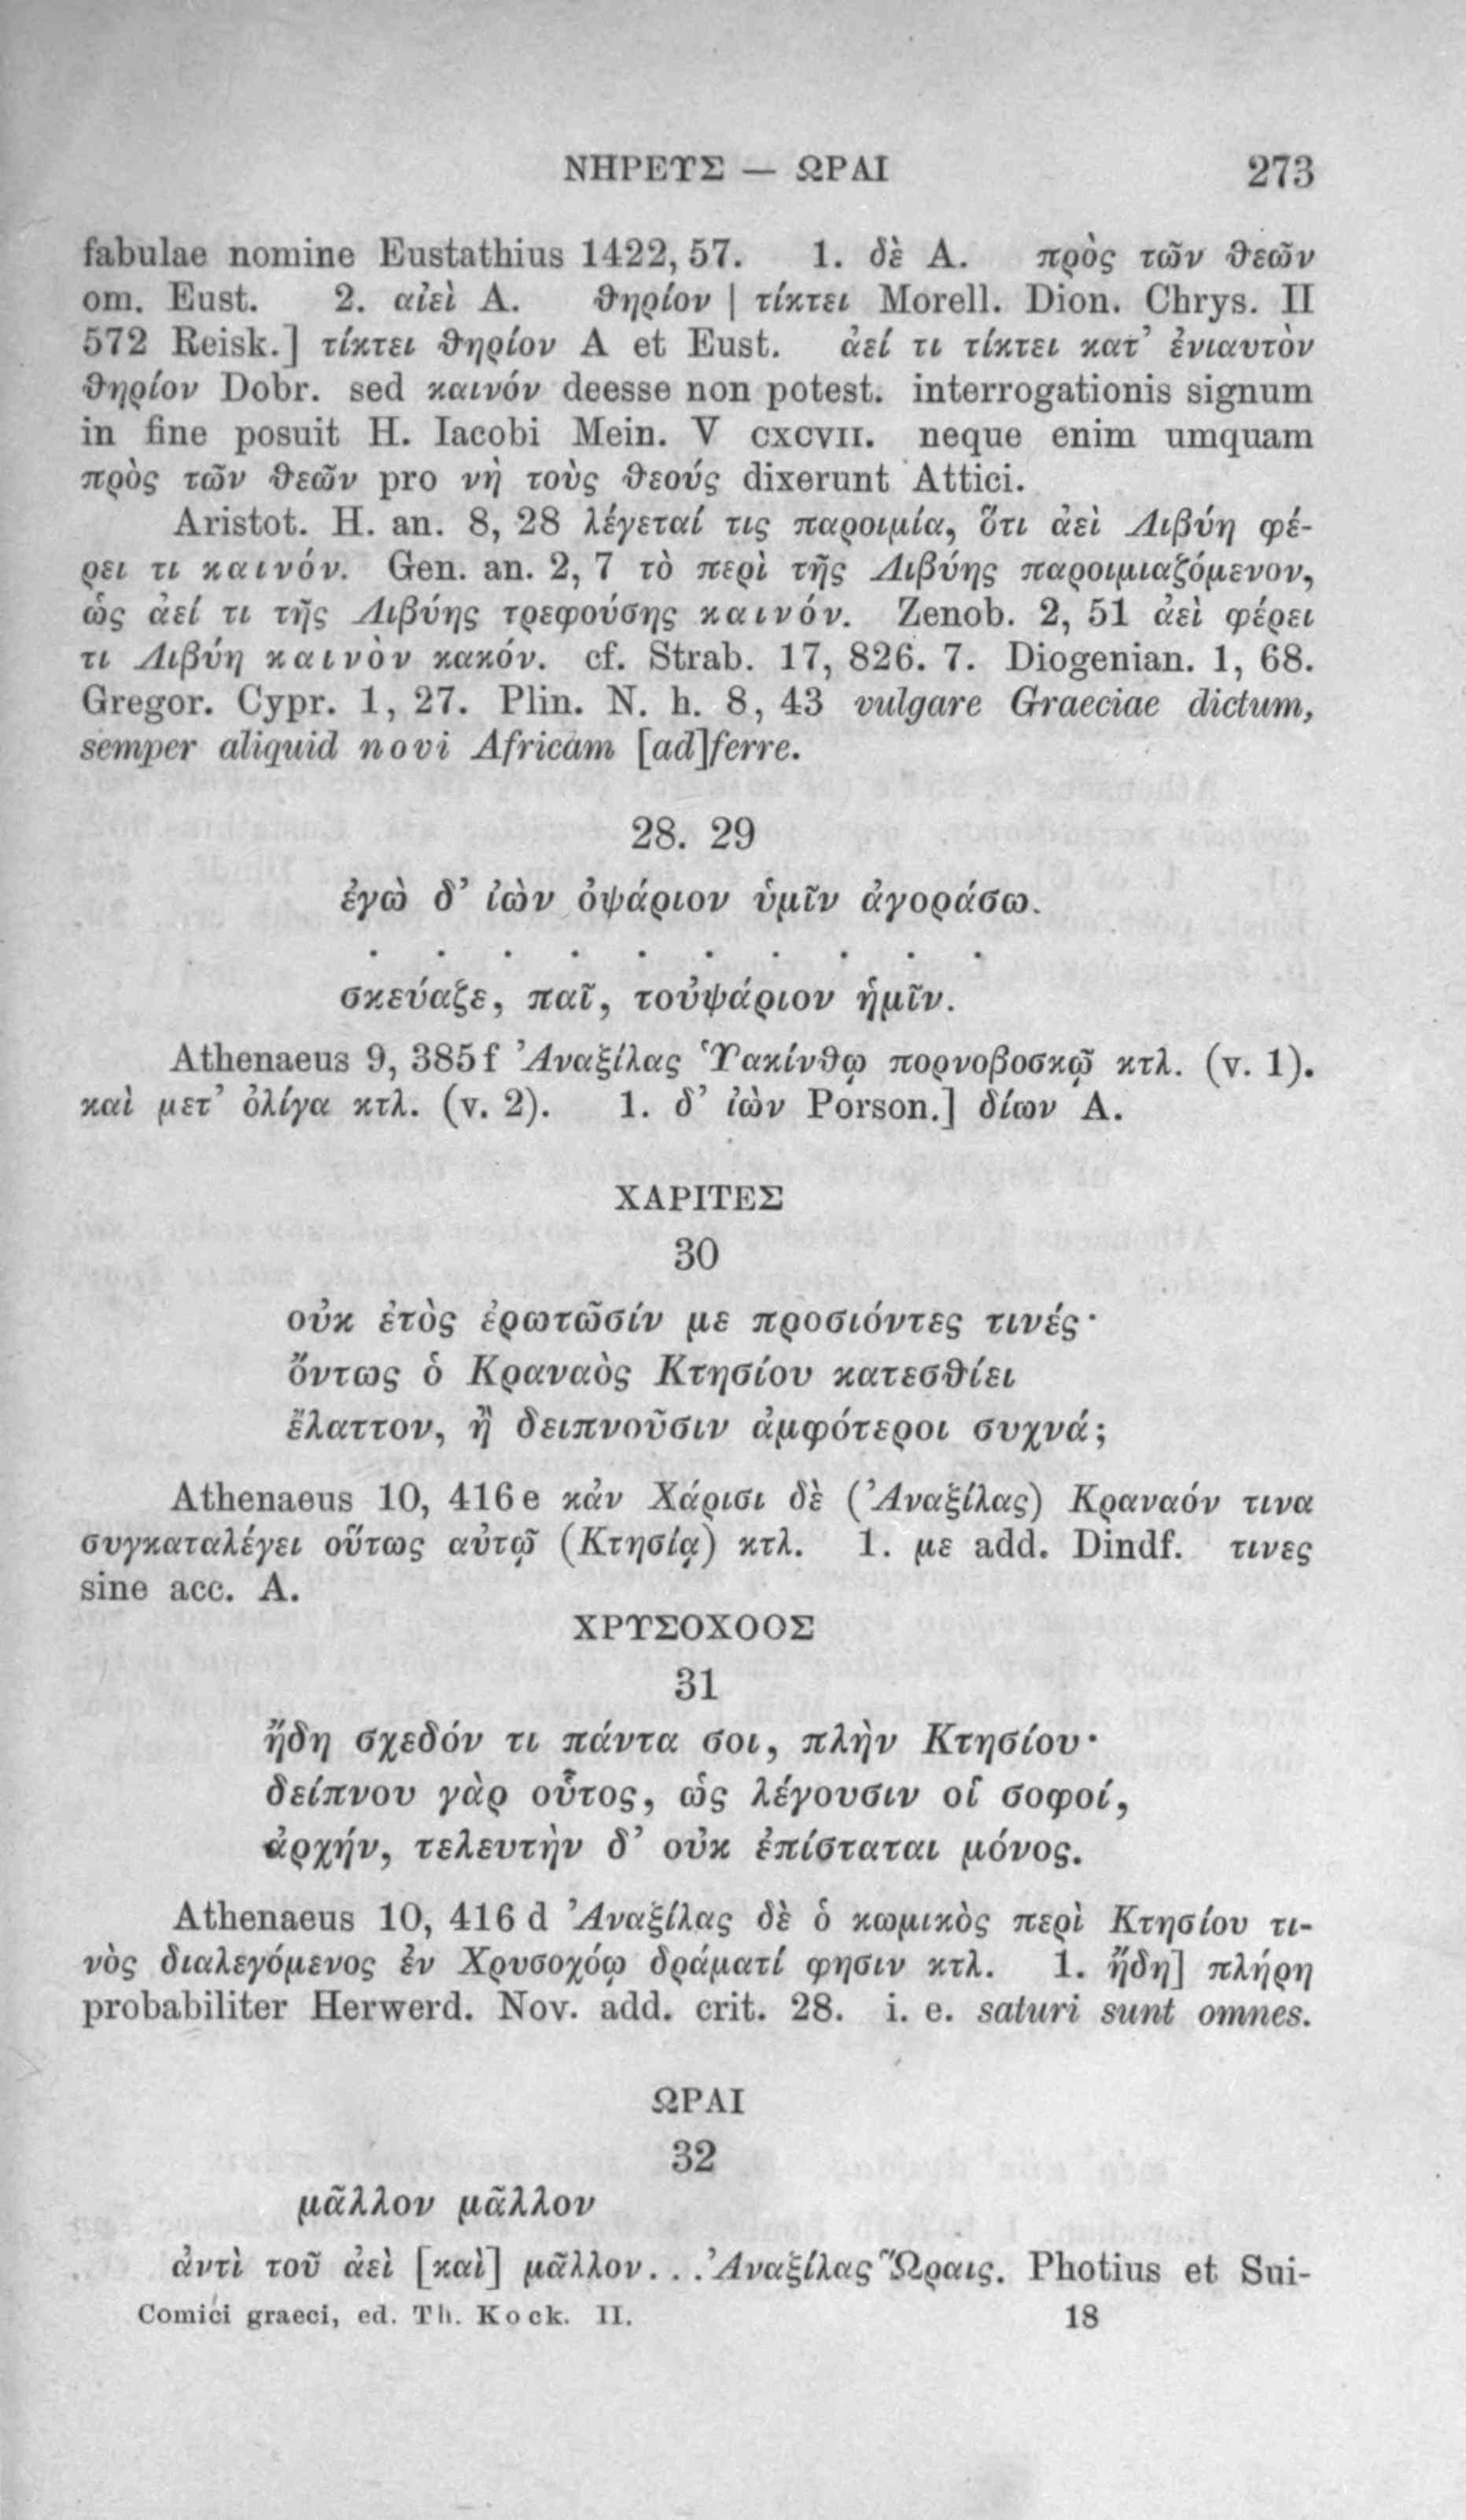 ΝΗΡΕΥΣ — ΩΡΑΙ 273
fabulae nomine Eustathius 1422, 57. 1. δὲ A. πρὸς τῶν θεῶν
om. Eust. 2. αἰεὶ A. θηρίον | τίκτει Morell. Dion. Chrys. II
572 Reisk.] τίκτει θηρίον A et Eust. ἀεί τι τίκτει κατ’ ἐνιαυτὸν
θηρίον Dobr. sed καινόν deesse non potest. interrogationis signum
in fine posuit H. Iacobi Mein. V CXCVII. neque enim umquam
πρὸς τῶν θεῶν pro νὴ τοὺς θεούς dixerunt Attici.
Aristot. H. an. 8, 28 λέγεταί τις παροιμία, ὅτι ἀεὶ Λιβύη φέ-
ρει τι καινόν. Gen. an. 2, 7 τὸ περὶ τῆς Λιβύης παροιμιαζόμενον,
ὡς ἀεί τι τῆς Λιβύης τρεφούσης καινόν. Zenob. 2, 51 ἀεὶ φέρει
τι Λιβύη καινὸν κακόν. cf. Strab. 17, 826. 7. Diogenian. 1, 68.
Gregor. Cypr. 1, 27. Plin. N. h. 8, 43 vulgare Graeciae dictum,
semper aliquid novi Africam [ad]ferre.
28. 29
ἐγὼ δ’ ἰὼν ὀψάριον ὑμῖν ἀγοράσω.
. . . . . . . . . .
σκεύαζε, παῖ, τοὐψάριον ἡμῖν.
Athenaeus 9, 385 f Ἀναξίλας Ὑακίνθῳ πορνοβοσκῷ κτλ. (v. 1).
καὶ μετ’ ὀλίγα κτλ. (v. 2). 1. δ’ ἰὼν Porson.] δίων A.
ΧΑΡΙΤΕΣ
30
οὐκ ἐτὸς ἐρωτῶσίν με προσιόντες τινές·
ὄντως ὁ Κραναὸς Κτησίου κατεσθίει
ἔλαττον, ἢ δειπνοῦσιν ἀμφότεροι συχνά;
Athenaeus 10, 416 e κἀν Χάρισι δὲ (Ἀναξίλας) Κραναόν τινα
συγκαταλέγει οὕτως αὐτῷ (Κτησίᾳ) κτλ. 1. με add. Dindf. τινες
sine acc. A.
ΧΡΥΣΟΧΟΟΣ
31
ἤδη σχεδόν τι πάντα σοι, πλὴν Κτησίου·
δείπνου γὰρ οὗτος, ὡς λέγουσιν οἱ σοφοί,
ἀρχήν, τελευτὴν δ’ οὐκ ἐπίσταται μόνος.
Athenaeus 10, 416 d Ἀναξίλας δὲ ὁ κωμικὸς περὶ Κτησίου τι-
νὸς διαλεγόμενος ἐν Χρυσοχόῳ δράματί φησιν κτλ. 1. ἤδη] πλήρη
probabiliter Herwerd. Nov. add. crit. 28. i. e. saturi sunt omnes.
ΩΡΑΙ
32
μᾶλλον μᾶλλον
ἀντὶ τοῦ ἀεὶ [καὶ] μᾶλλον. . . Ἀναξίλας Ὥραις. Photius et Sui-
Comici graeci, ed. Th. Kock. II. 18